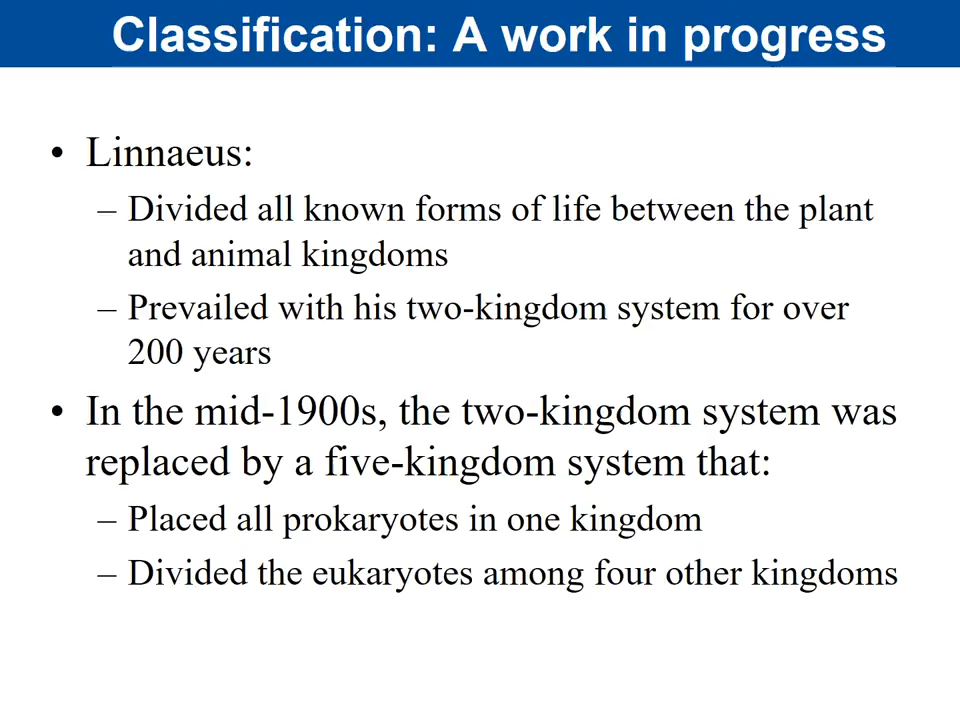 Classification: A work in progress
• Linnaeus:
– Divided all known forms of life between the plant
and animal kingdoms
– Prevailed with his two-kingdom system for over
200 years
• In the mid-1900s, the two-kingdom system was
replaced by a five-kingdom system that:
– Placed all prokaryotes in one kingdom
– Divided the eukaryotes among four other kingdoms